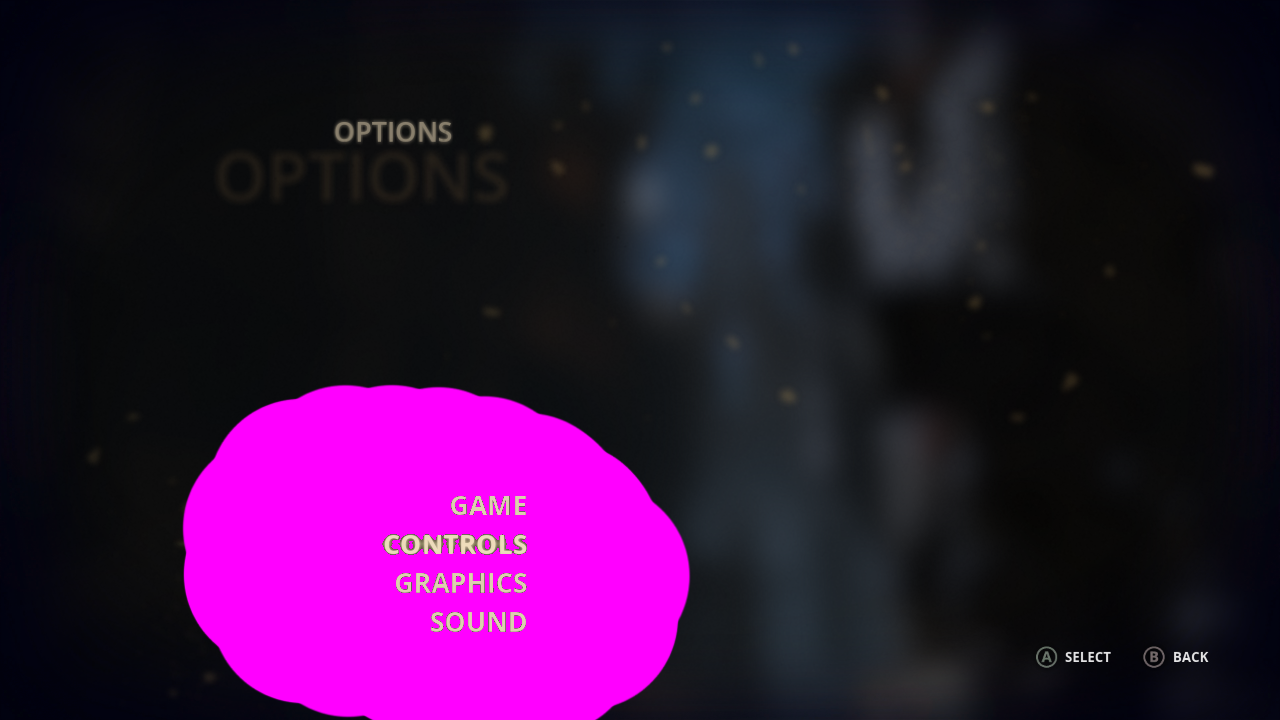 OPTIONS
OPTIONS
GAME
CONTROLS
GRAPHICS
SOUND
A SELECT B BACK